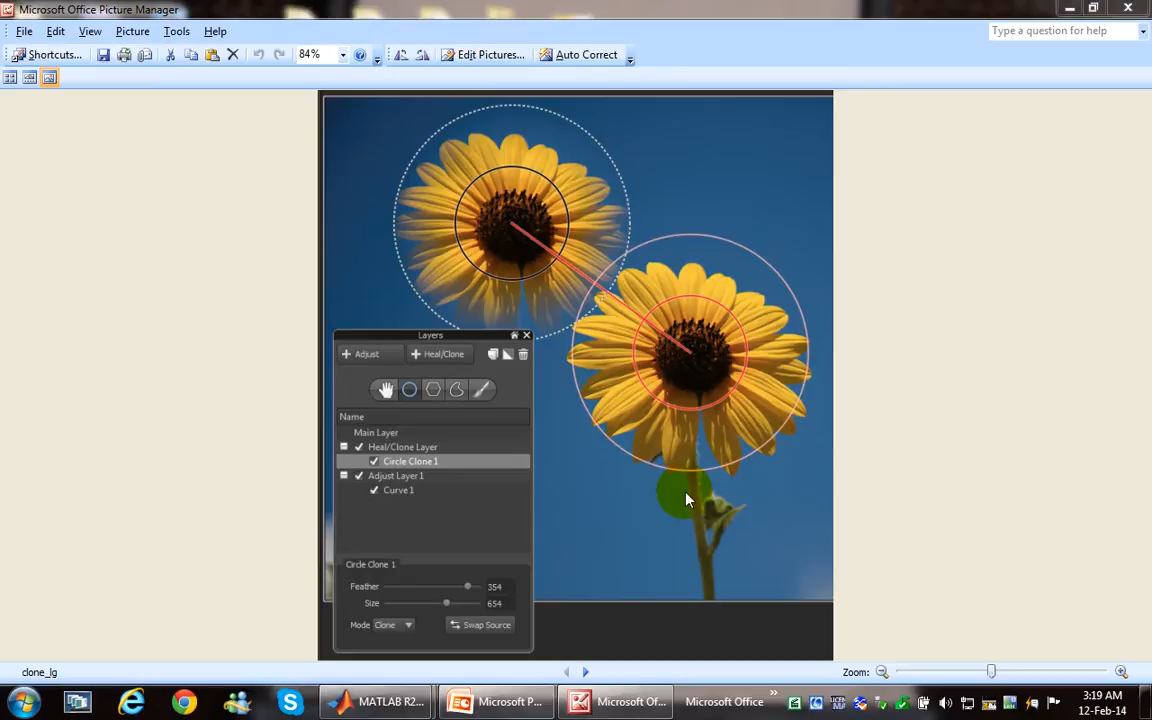 Microsoft Office Picture Manager
File Edit View Picture Tools Help
Type a question for help
Shortcuts... 84% Edit Pictures... Auto Correct
Layers
Adjust Heal/Clone
Name
Main Layer
Heal/Clone Layer
Circle Clone 1
Adjust Layer 1
Curve 1
Circle Clone 1
Feather 354
Size 654
Mode Clone Swap Source
clone_lg Zoom:
MATLAB R2... Microsoft P... Microsoft Of... Microsoft Office 3:19 AM
12-Feb-14